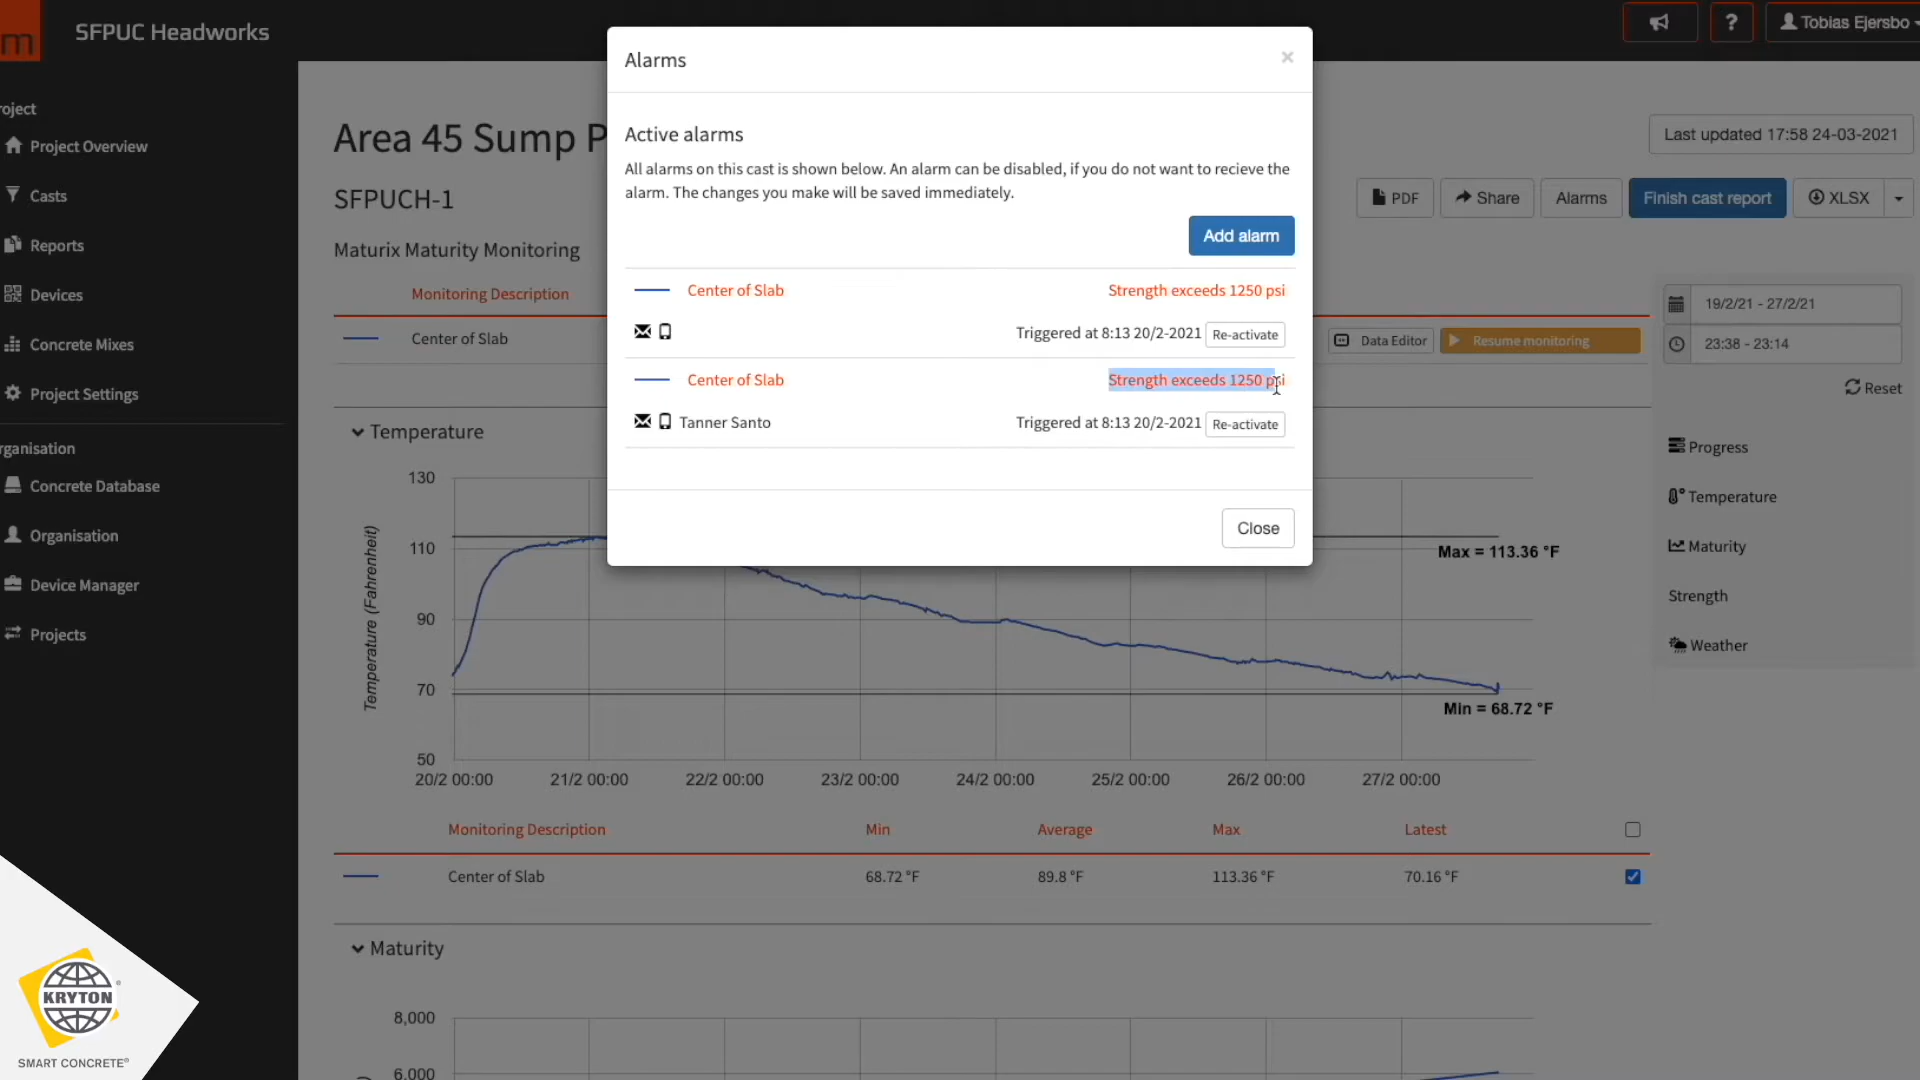 m
SFPUC Headworks
?
Tobias Ejersbo
roject
Project Overview
Casts
Reports
Devices
Concrete Mixes
Project Settings
rganisation
Concrete Database
Organisation
Device Manager
Projects
KRYTON
SMART CONCRETE®
Area 45 Sump P
SFPUCH-1
Maturix Maturity Monitoring
Last updated 17:58 24-03-2021
PDF
Share
Alarms
Finish cast report
XLSX
Monitoring Description
Center of Slab
Data Editor
Resume monitoring
19/2/21 - 27/2/21
23:38 - 23:14
Reset
Progress
Temperature
Maturity
Strength
Weather
Alarms
×
Active alarms
All alarms on this cast is shown below. An alarm can be disabled, if you do not want to recieve the
alarm. The changes you make will be saved immediately.
Add alarm
Center of Slab Strength exceeds 1250 psi
Triggered at 8:13 20/2-2021 Re-activate
Center of Slab Strength exceeds 1250 psi
Tanner Santo Triggered at 8:13 20/2-2021 Re-activate
Close
Temperature
Temperature (Fahrenheit)
130
110
90
70
50
Max = 113.36 °F
Min = 68.72 °F
20/2 00:00 21/2 00:00 22/2 00:00 23/2 00:00 24/2 00:00 25/2 00:00 26/2 00:00 27/2 00:00
Monitoring Description Min Average Max Latest
Center of Slab 68.72 °F 89.8 °F 113.36 °F 70.16 °F
Maturity
8,000
6,000